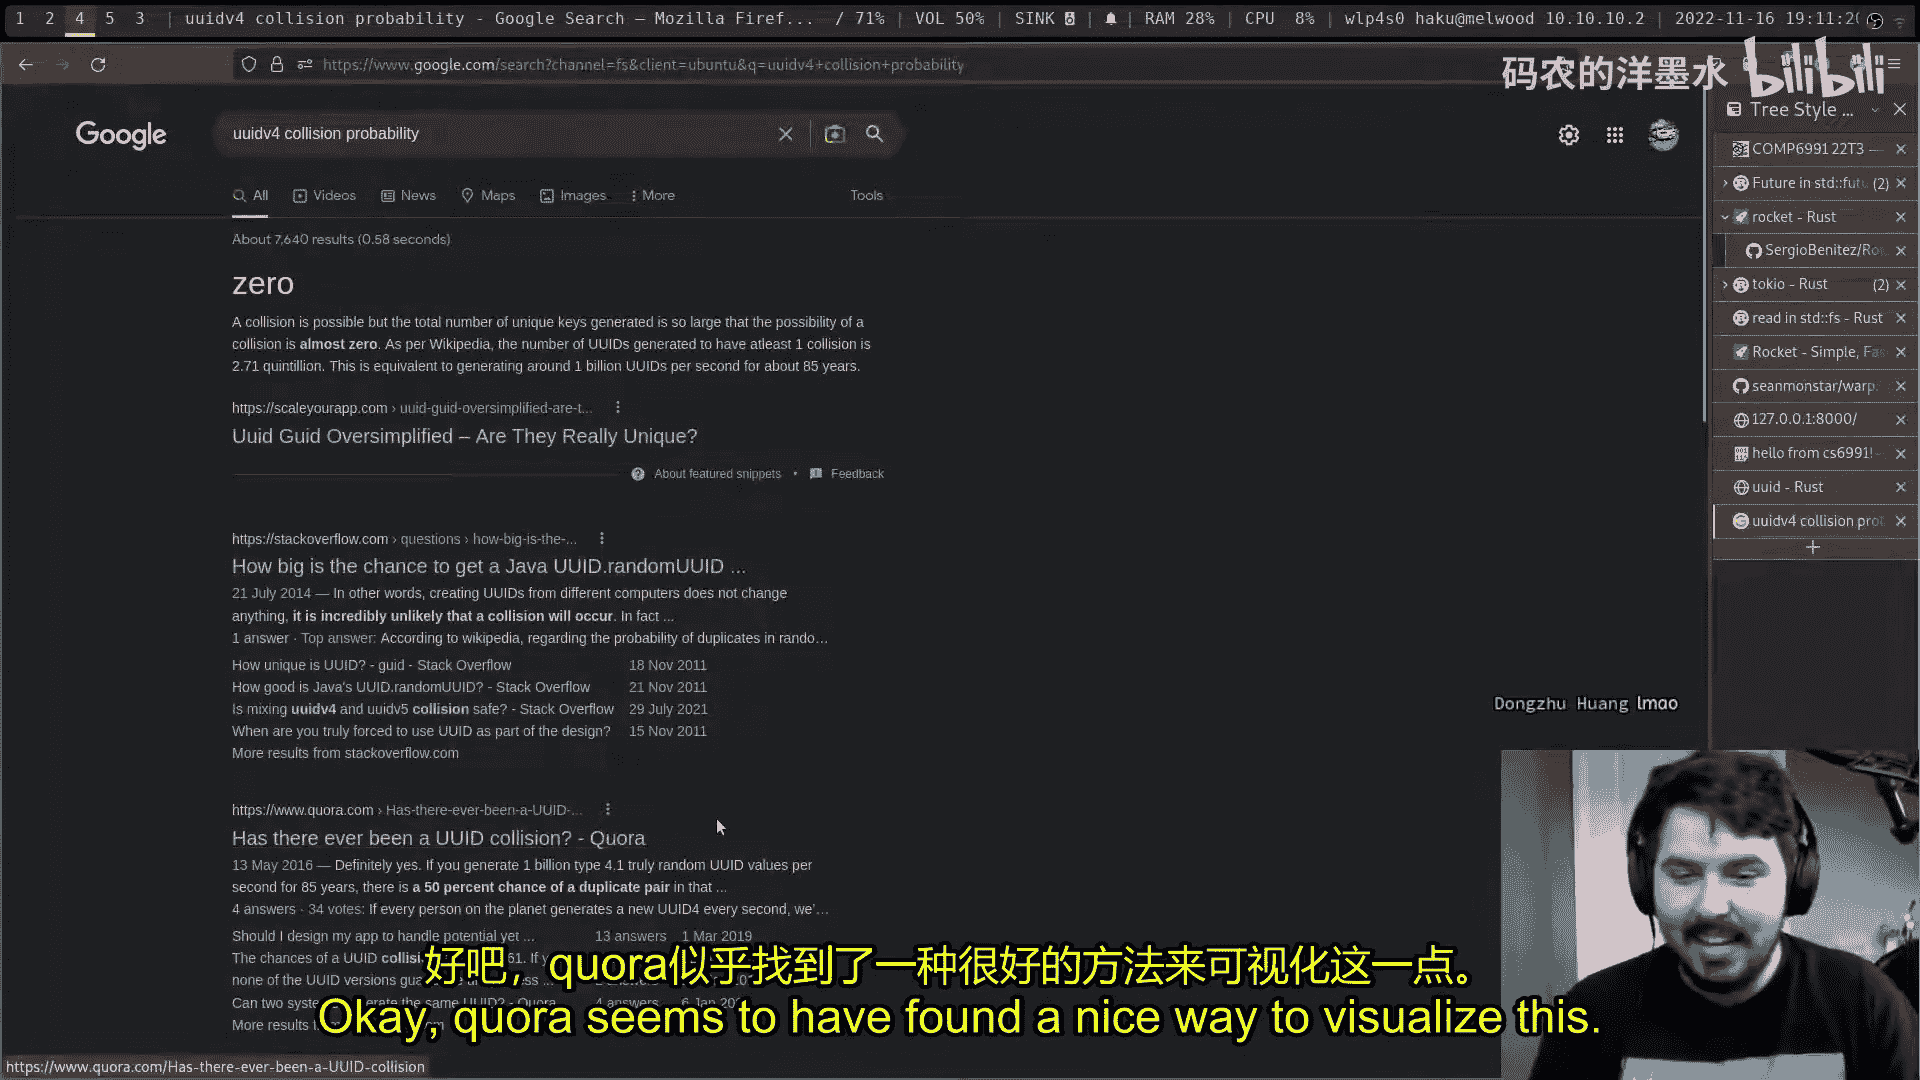 1 2 4 5 3 | uuidv4 collision probability - Google Search — Mozilla Firef... / 71% | VOL 50% | SINK | RAM 28% | CPU 8% | wlp4s0 haku@melwood 10.10.10.2 | 2022-11-16 19:11:20
https://www.google.com/search?channel=fs&client=ubuntu&q=uuidv4+collision+probability
码农的洋墨水 bilibili
Tree Style ...
Google
uuidv4 collision probability
COMP6991 22T3 —
Future in std::futu (2)
All Videos News Maps Images More Tools
rocket - Rust
About 7,640 results (0.58 seconds)
SergioBenitez/Ro
zero
tokio - Rust (2)
A collision is possible but the total number of unique keys generated is so large that the possibility of a
read in std::fs - Rust
collision is almost zero. As per Wikipedia, the number of UUIDs generated to have atleast 1 collision is
2.71 quintillion. This is equivalent to generating around 1 billion UUIDs per second for about 85 years.
Rocket - Simple, Fas
seanmonstar/warp
https://scaleyourapp.com › uuid-guid-oversimplified-are-t...
127.0.0.1:8000/
Uuid Guid Oversimplified – Are They Really Unique?
hello from cs6991! -
About featured snippets • Feedback
uuid - Rust
uuidv4 collision prob
https://stackoverflow.com › questions › how-big-is-the-...
How big is the chance to get a Java UUID.randomUUID ...
21 July 2014 — In other words, creating UUIDs from different computers does not change
anything, it is incredibly unlikely that a collision will occur. In fact ...
1 answer · Top answer: According to wikipedia, regarding the probability of duplicates in rando...
How unique is UUID? - guid - Stack Overflow 18 Nov 2011
How good is Java's UUID.randomUUID? - Stack Overflow 21 Nov 2011
Is mixing uuidv4 and uuidv5 collision safe? - Stack Overflow 29 July 2021
Dongzhu Huang lmao
When are you truly forced to use UUID as part of the design? 15 Nov 2011
More results from stackoverflow.com
https://www.quora.com › Has-there-ever-been-a-UUID-...
Has there ever been a UUID collision? - Quora
13 May 2016 — Definitely yes. If you generate 1 billion type 4.1 truly random UUID values per
second for 85 years, there is a 50 percent chance of a duplicate pair in that ...
4 answers · 34 votes: If every person on the planet generates a new UUID4 every second, we'...
Should I design my app to handle potential yet ... 13 answers 1 Mar 2019
The chances of a UUID
none of the UUID versions
Can two
More results
好吧，quora似乎找到了一种很好的方法来可视化这一点。
Okay, quora seems to have found a nice way to visualize this.
https://www.quora.com/Has-there-ever-been-a-UUID-collision